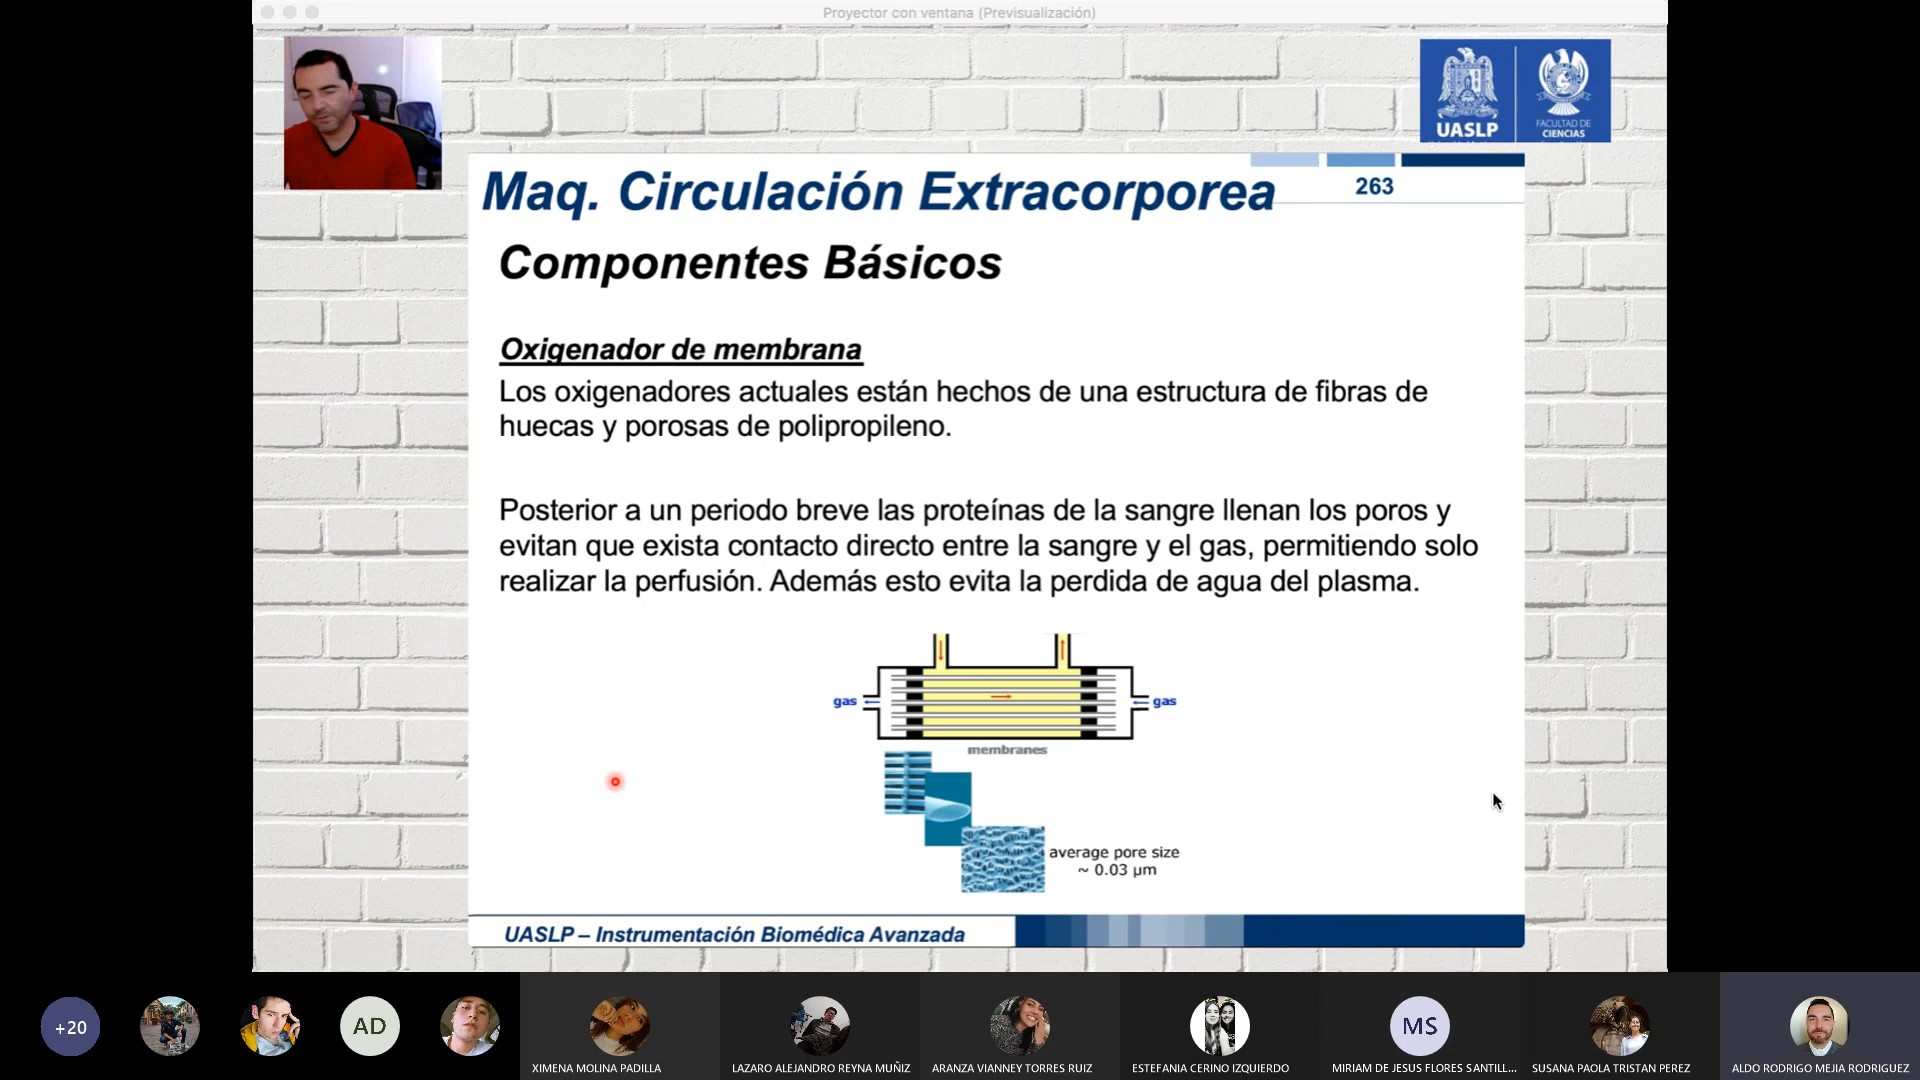 Proyector con ventana (Previsualización)
UASLP
FACULTAD DE
CIENCIAS
Maq. Circulación Extracorporea
263
Componentes Básicos
Oxigenador de membrana
Los oxigenadores actuales están hechos de una estructura de fibras de
huecas y porosas de polipropileno.
Posterior a un periodo breve las proteínas de la sangre llenan los poros y
evitan que exista contacto directo entre la sangre y el gas, permitiendo solo
realizar la perfusión. Además esto evita la perdida de agua del plasma.
gas
gas
membranes
average pore size
~ 0.03 µm
UASLP – Instrumentación Biomédica Avanzada
+20
AD
MS
XIMENA MOLINA PADILLA
LAZARO ALEJANDRO REYNA MUÑIZ
ARANZA VIANNEY TORRES RUIZ
ESTEFANIA CERINO IZQUIERDO
MIRIAM DE JESUS FLORES SANTILL...
SUSANA PAOLA TRISTAN PEREZ
ALDO RODRIGO MEJIA RODRIGUEZ